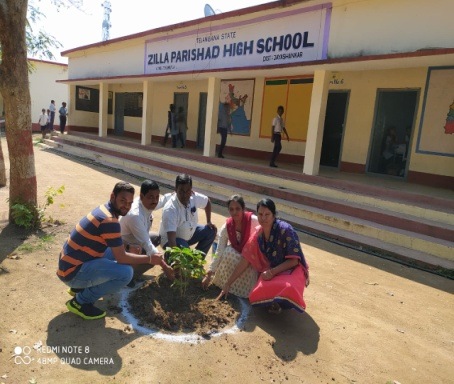 TELANGANA STATE
ZILLA PARISHAD HIGH SCHOOL
REDMI NOTE 8
48MP QUAD CAMERA